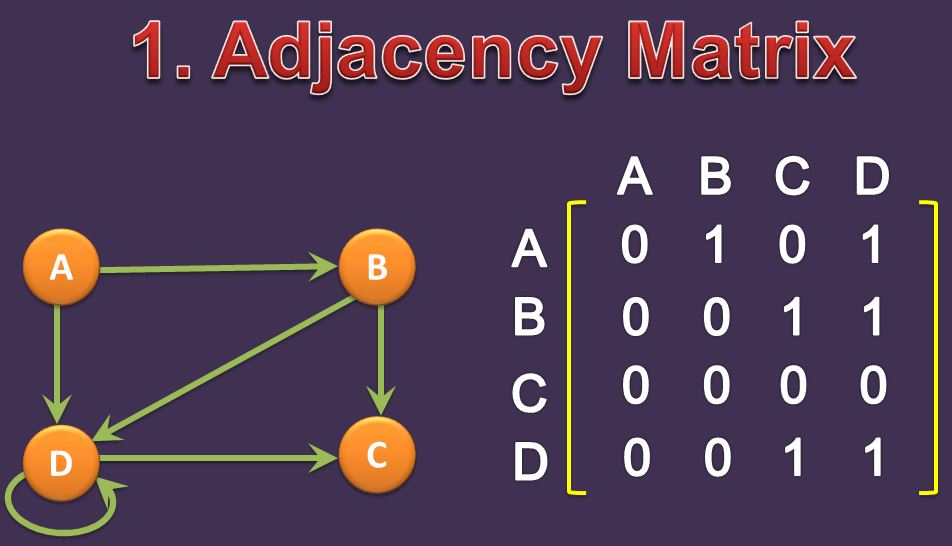 1. Adjacency Matrix
A B C D
A 0 1 0 1
B 0 0 1 1
C 0 0 0 0
D 0 0 1 1
A B
D C